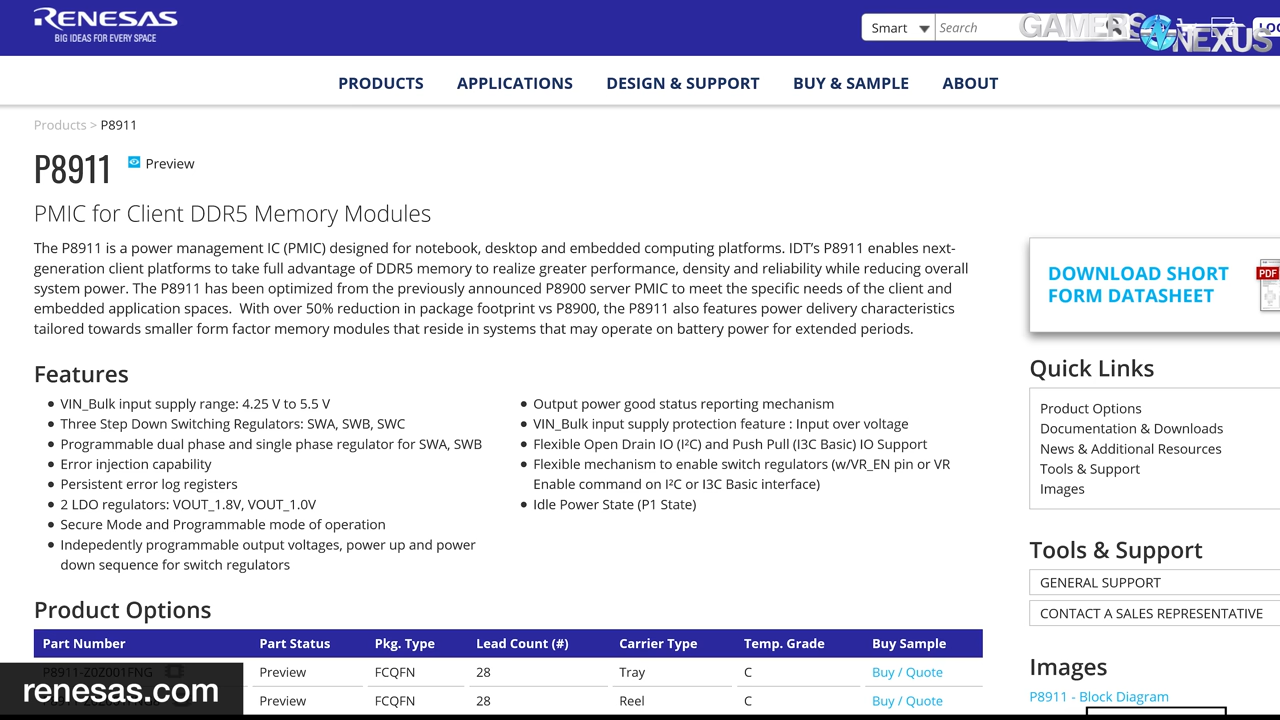 RENESAS
BIG IDEAS FOR EVERY SPACE
Smart
Search
GAMERS
NEXUS
PRODUCTS
APPLICATIONS
DESIGN & SUPPORT
BUY & SAMPLE
ABOUT
Products > P8911
P8911
Preview
PMIC for Client DDR5 Memory Modules
The P8911 is a power management IC (PMIC) designed for notebook, desktop and embedded computing platforms. IDT's P8911 enables next-
generation client platforms to take full advantage of DDR5 memory to realize greater performance, density and reliability while reducing overall
system power. The P8911 has been optimized from the previously announced P8900 server PMIC to meet the specific needs of the client and
embedded application spaces. With over 50% reduction in package footprint vs P8900, the P8911 also features power delivery characteristics
tailored towards smaller form factor memory modules that reside in systems that may operate on battery power for extended periods.
Features
VIN_Bulk input supply range: 4.25 V to 5.5 V
Three Step Down Switching Regulators: SWA, SWB, SWC
Programmable dual phase and single phase regulator for SWA, SWB
Error injection capability
Persistent error log registers
2 LDO regulators: VOUT_1.8V, VOUT_1.0V
Secure Mode and Programmable mode of operation
Indepedently programmable output voltages, power up and power
down sequence for switch regulators
Output power good status reporting mechanism
VIN_Bulk input supply protection feature : Input over voltage
Flexible Open Drain IO (I²C) and Push Pull (I3C Basic) IO Support
Flexible mechanism to enable switch regulators (w/VR_EN pin or VR
Enable command on I²C or I3C Basic interface)
Idle Power State (P1 State)
Product Options
Part Number Part Status Pkg. Type Lead Count (#) Carrier Type Temp. Grade Buy Sample
P8911-Z0Z001FNG Preview FCQFN 28 Tray C Buy / Quote
Preview FCQFN 28 Reel C Buy / Quote
DOWNLOAD SHORT
FORM DATASHEET
PDF
Quick Links
Product Options
Documentation & Downloads
News & Additional Resources
Tools & Support
Images
Tools & Support
GENERAL SUPPORT
CONTACT A SALES REPRESENTATIVE
Images
P8911 - Block Diagram
renesas.com